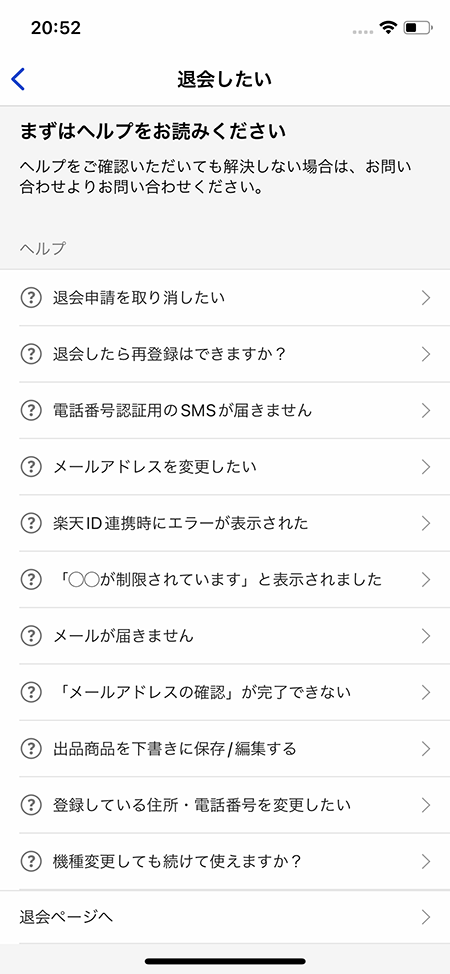 20:52
退会したい
まずはヘルプをお読みください
ヘルプをご確認いただいても解決しない場合は、お問い
合わせよりお問い合わせください。
ヘルプ
退会申請を取り消したい
退会したら再登録はできますか？
電話番号認証用のSMSが届きません
メールアドレスを変更したい
楽天ID連携時にエラーが表示された
「◯◯が制限されています」と表示されました
メールが届きません
「メールアドレスの確認」が完了できない
出品商品を下書きに保存/編集する
登録している住所・電話番号を変更したい
機種変更しても続けて使えますか？
退会ページへ